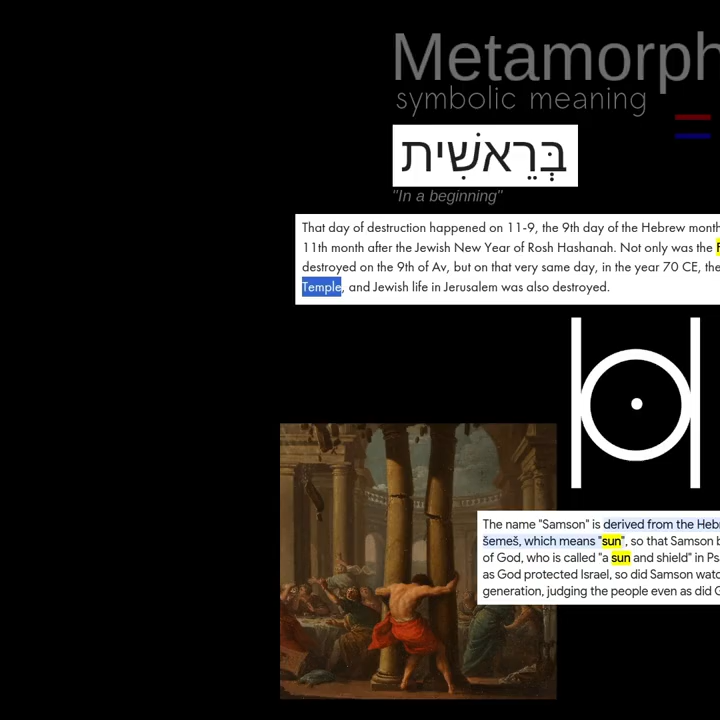 Metamorph
symbolic meaning
בְּרֵאשִׁית
"In a beginning"
That day of destruction happened on 11-9, the 9th day of the Hebrew month
11th month after the Jewish New Year of Rosh Hashanah. Not only was the F
destroyed on the 9th of Av, but on that very same day, in the year 70 CE, the
Temple, and Jewish life in Jerusalem was also destroyed.
The name "Samson" is derived from the Heb
šemeš, which means "sun", so that Samson b
of God, who is called "a sun and shield" in Ps
as God protected Israel, so did Samson watc
generation, judging the people even as did G